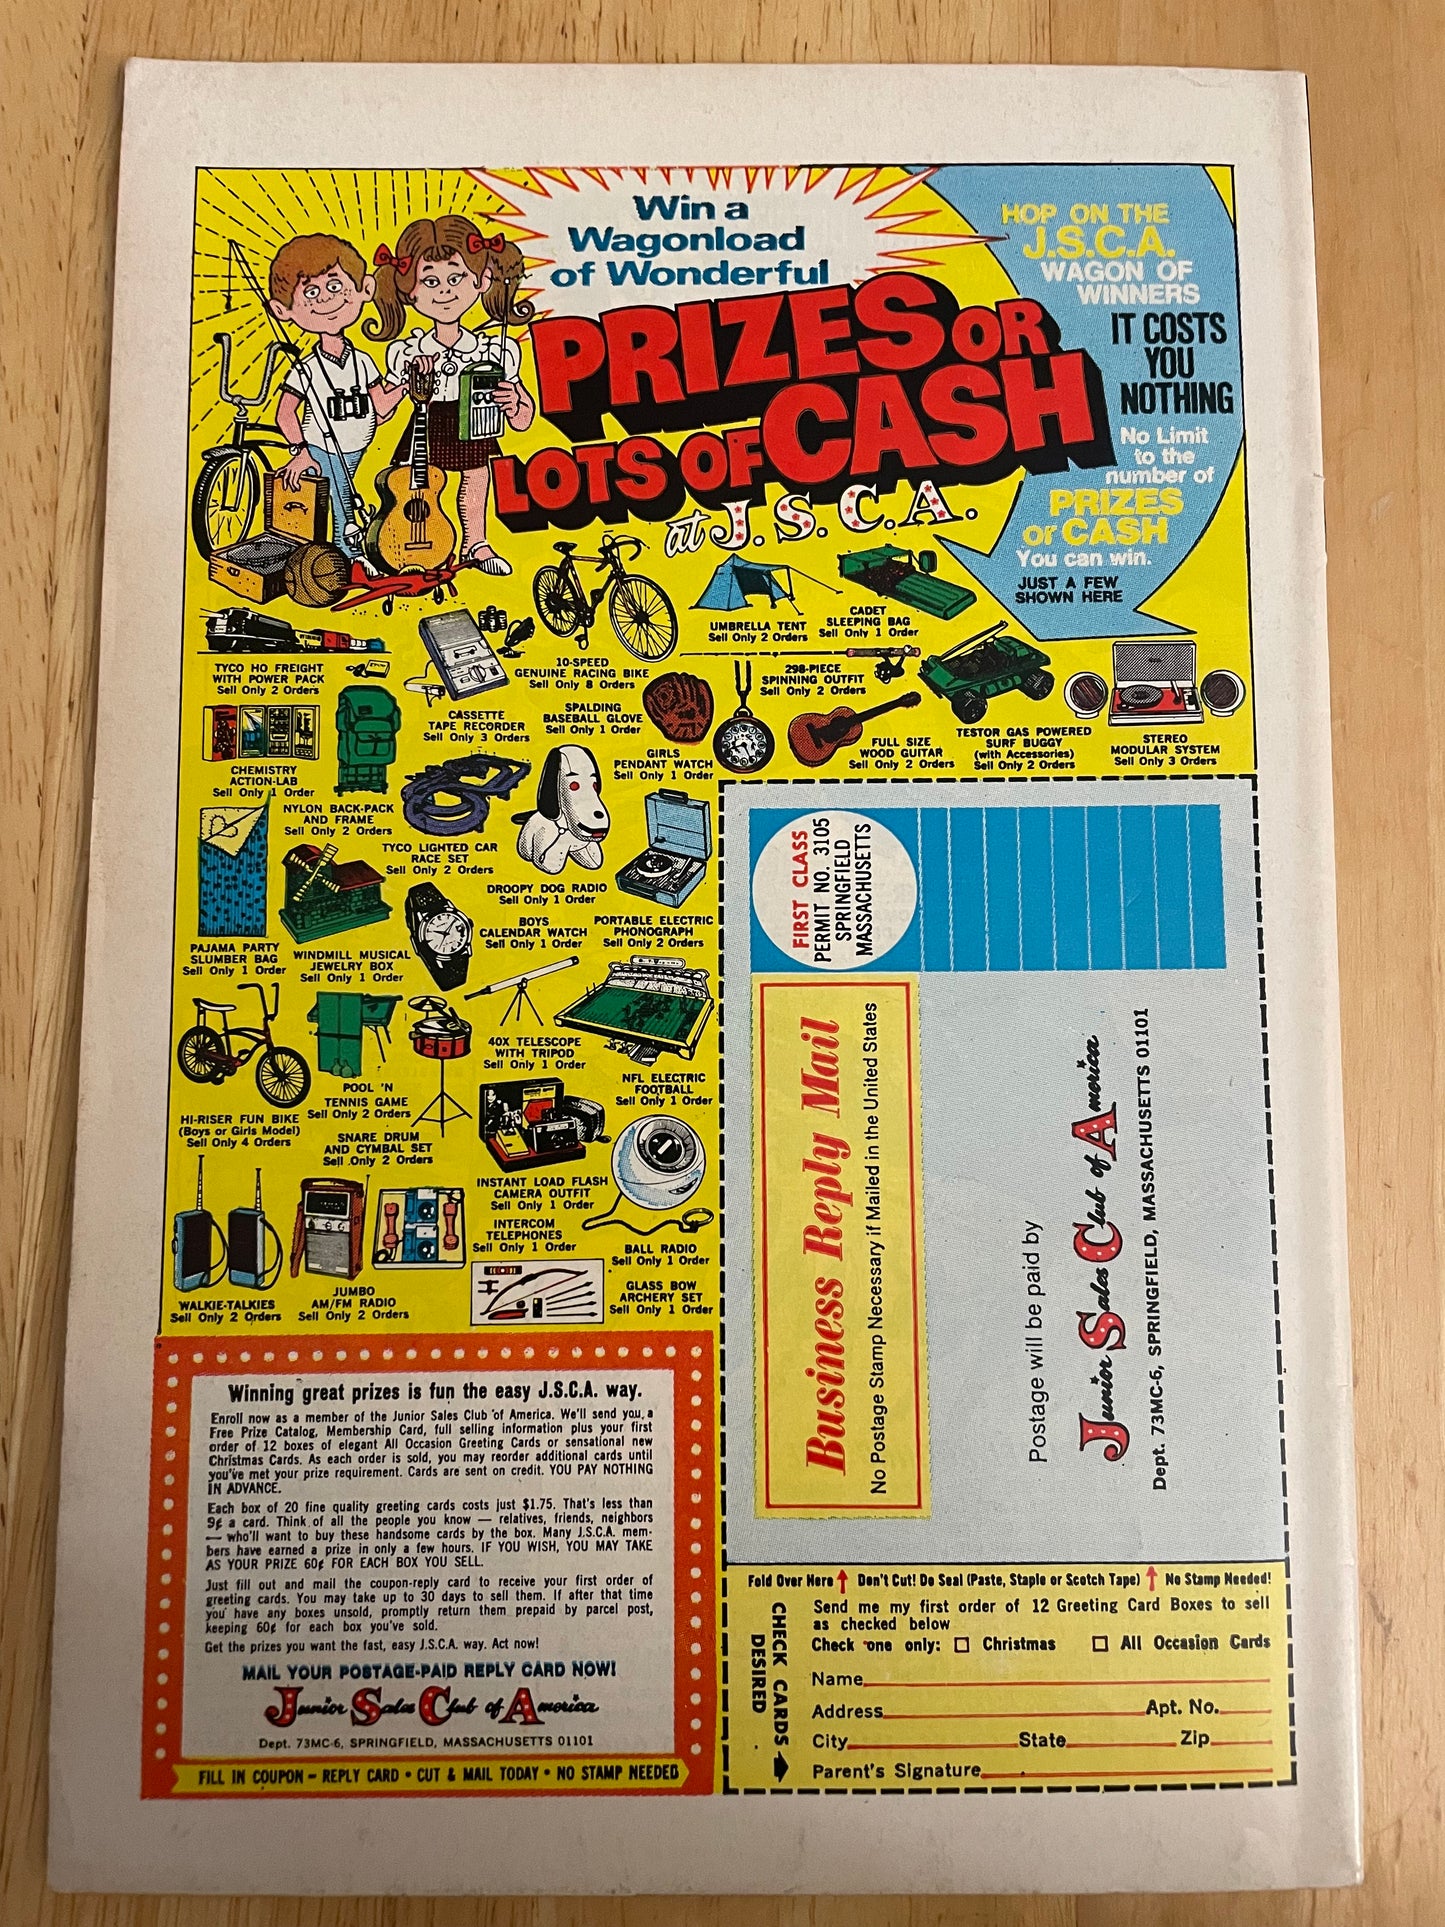 Win a
Wagonload
of Wonderful
PRIZES OR
LOTS OF CASH
at J.S.C.A.
HOP ON THE
J.S.C.A.
WAGON OF
WINNERS
IT COSTS
YOU
NOTHING
No Limit
to the
number of
PRIZES
or CASH
You can win.
JUST A FEW
SHOWN HERE
TYCO HO FREIGHT
WITH POWER PACK
Sell Only 2 Orders
CASSETTE
TAPE RECORDER
Sell Only 3 Orders
10-SPEED
GENUINE RACING BIKE
Sell Only 8 Orders
UMBRELLA TENT
Sell Only 2 Orders
CADET
SLEEPING BAG
Sell Only 1 Order
298-PIECE
SPINNING OUTFIT
Sell Only 2 Orders
SPALDING
BASEBALL GLOVE
Sell Only 1 Order
GIRLS
PENDANT WATCH
Sell Only 1 Order
FULL SIZE
WOOD GUITAR
Sell Only 2 Orders
TESTOR GAS POWERED
SURF BUGGY
(with Accessories)
Sell Only 2 Orders
STEREO
MODULAR SYSTEM
Sell Only 3 Orders
CHEMISTRY
ACTION-LAB
Sell Only 1 Order
NYLON BACK-PACK
AND FRAME
Sell Only 2 Orders
TYCO LIGHTED CAR
RACE SET
Sell Only 2 Orders
DROOPY DOG RADIO
Sell Only 1 Order
PORTABLE ELECTRIC
PHONOGRAPH
Sell Only 2 Orders
PAJAMA PARTY
SLUMBER BAG
Sell Only 1 Order
WINDMILL MUSICAL
JEWELRY BOX
Sell Only 1 Order
BOYS
CALENDAR WATCH
Sell Only 1 Order
40X TELESCOPE
WITH TRIPOD
Sell Only 1 Order
NFL ELECTRIC
FOOTBALL
Sell Only 1 Order
HI-RISER FUN BIKE
(Boys or Girls Model)
Sell Only 4 Orders
POOL 'N
TENNIS GAME
Sell Only 2 Orders
SNARE DRUM
AND CYMBAL SET
Sell Only 2 Orders
INSTANT LOAD FLASH
CAMERA OUTFIT
Sell Only 1 Order
INTERCOM
TELEPHONES
Sell Only 1 Order
BALL RADIO
Sell Only 1 Order
WALKIE-TALKIES
Sell Only 2 Orders
JUMBO
AM/FM RADIO
Sell Only 2 Orders
GLASS BOW
ARCHERY SET
Sell Only 1 Order
Winning great prizes is fun the easy J.S.C.A. way.
Enroll now as a member of the Junior Sales Club of America. We'll send you a
Free Prize Catalog, Membership Card, full selling information plus your first
order of 12 boxes of elegant All Occasion Greeting Cards or sensational new
Christmas Cards. As each order is sold, you may reorder additional cards until
you've met your prize requirement. Cards are sent on credit. YOU PAY NOTHING
IN ADVANCE.
Each box of 20 fine quality greeting cards costs just $1.75. That's less than
9¢ a card. Think of all the people you know — relatives, friends, neighbors
— who'll want to buy these handsome cards by the box. Many J.S.C.A. mem-
bers have earned a prize in only a few hours. IF YOU WISH, YOU MAY TAKE
AS YOUR PRIZE 60¢ FOR EACH BOX YOU SELL.
Just fill out and mail the coupon-reply card to receive your first order of
greeting cards. You may take up to 30 days to sell them. If after that time
you have any boxes unsold, promptly return them prepaid by parcel post,
keeping 60¢ for each box you've sold.
Get the prizes you want the fast, easy J.S.C.A. way. Act now!
MAIL YOUR POSTAGE-PAID REPLY CARD NOW!
Junior Sales Club of America
Dept. 73MC-6, SPRINGFIELD, MASSACHUSETTS 01101
FILL IN COUPON – REPLY CARD • CUT & MAIL TODAY • NO STAMP NEEDED
FIRST CLASS
PERMIT NO. 3105
SPRINGFIELD
MASSACHUSETTS
Business Reply Mail
No Postage Stamp Necessary if Mailed in the United States
Postage will be paid by
Junior Sales Club of America
Dept. 73MC-6, SPRINGFIELD, MASSACHUSETTS 01101
Fold Over Here Don't Cut! Do Seal (Paste, Staple or Scotch Tape) No Stamp Needed!
CHECK CARDS
DESIRED
Send me my first order of 12 Greeting Card Boxes to sell
as checked below
Check one only: □ Christmas □ All Occasion Cards
Name
Address Apt. No.
City State Zip
Parent's Signature